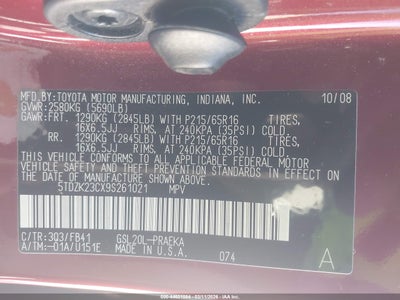 MFD.BY:TOYOTA MOTOR MANUFACTURING, INDIANA, INC. 10/08
GVWR:2580KG (5690LB)
GAWR:FRT. 1290KG (2845LB) WITH P215/65R16 TIRES,
16X6.5JJ RIMS, AT 240KPA (35PSI) COLD.
RR. 1290KG (2845LB) WITH P215/65R16 TIRES,
16X6.5JJ RIMS, AT 240KPA (35PSI) COLD.
THIS VEHICLE CONFORMS TO ALL APPLICABLE FEDERAL MOTOR
VEHICLE SAFETY AND THEFT PREVENTION STANDARDS IN EFFECT
ON THE DATE OF MANUFACTURE SHOWN ABOVE.
5TDZK23CX9S261021 MPV
C/TR:3Q3/FB41 GSL20L-PRAEKA
A/TM:-01A/U151E MADE IN U.S.A. 074 A